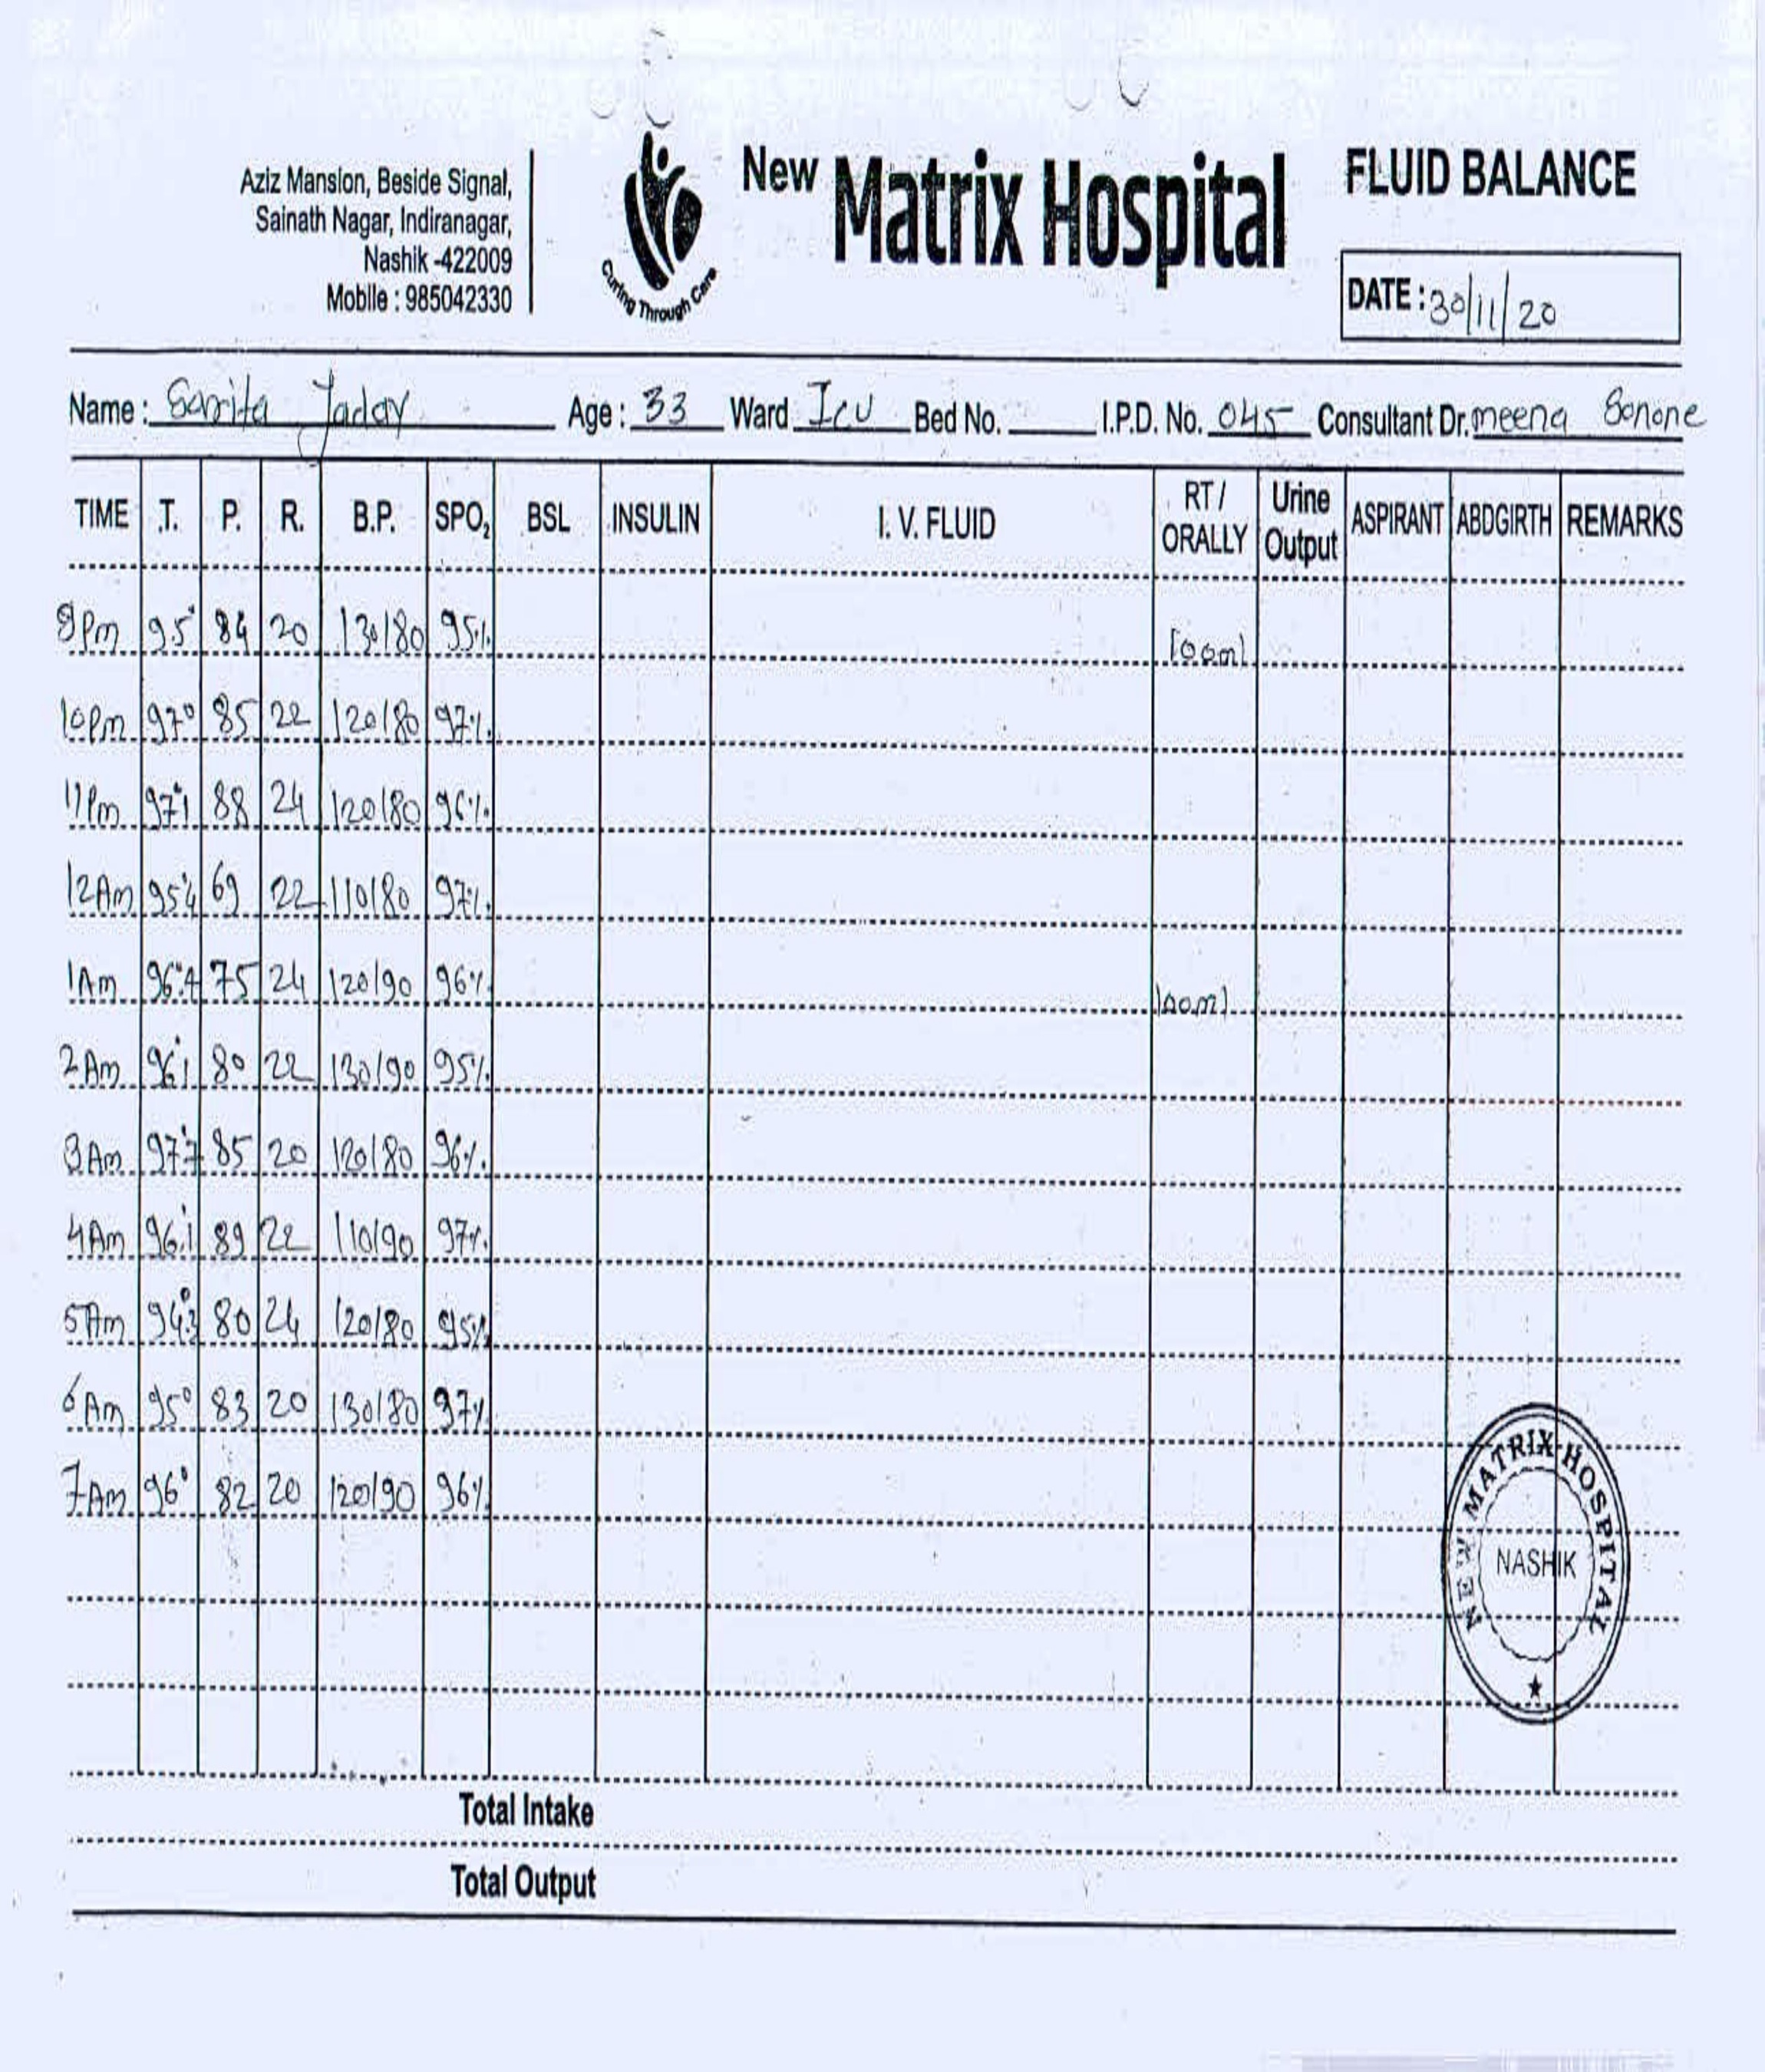 Aziz Mansion, Beside Signal,
Sainath Nagar, Indiranagar,
Nashik -422009
Mobile : 985042330
Curing Through Care
New Matrix Hospital
FLUID BALANCE
DATE : 30/11/20
Name : Sarita Jadav Age : 33 Ward ICU Bed No. I.P.D. No. 045 Consultant Dr. meena Sonone
TIME T. P. R. B.P. SPO2 BSL INSULIN I. V. FLUID RT / ORALLY Urine Output ASPIRANT ABDGIRTH REMARKS
9Pm 95° 84 20 130/80 95% 100ml
10Pm 97° 85 22 120/80 97%
11Pm 97°1 88 24 120/80 96%
12Am 95°4 69 22 110/80 97%
1Am 96°4 75 24 120/90 96% 100ml
2Am 96°1 80 22 130/90 95%
3Am 97°7 85 20 120/80 96%
4Am 96°1 89 22 110/90 97%
5Am 94°3 80 24 120/80 95%
6Am 95° 83 20 130/80 97%
7Am 96° 82 20 120/90 96%
NEW MATRIX HOSPITAL
NASHIK
Total Intake
Total Output